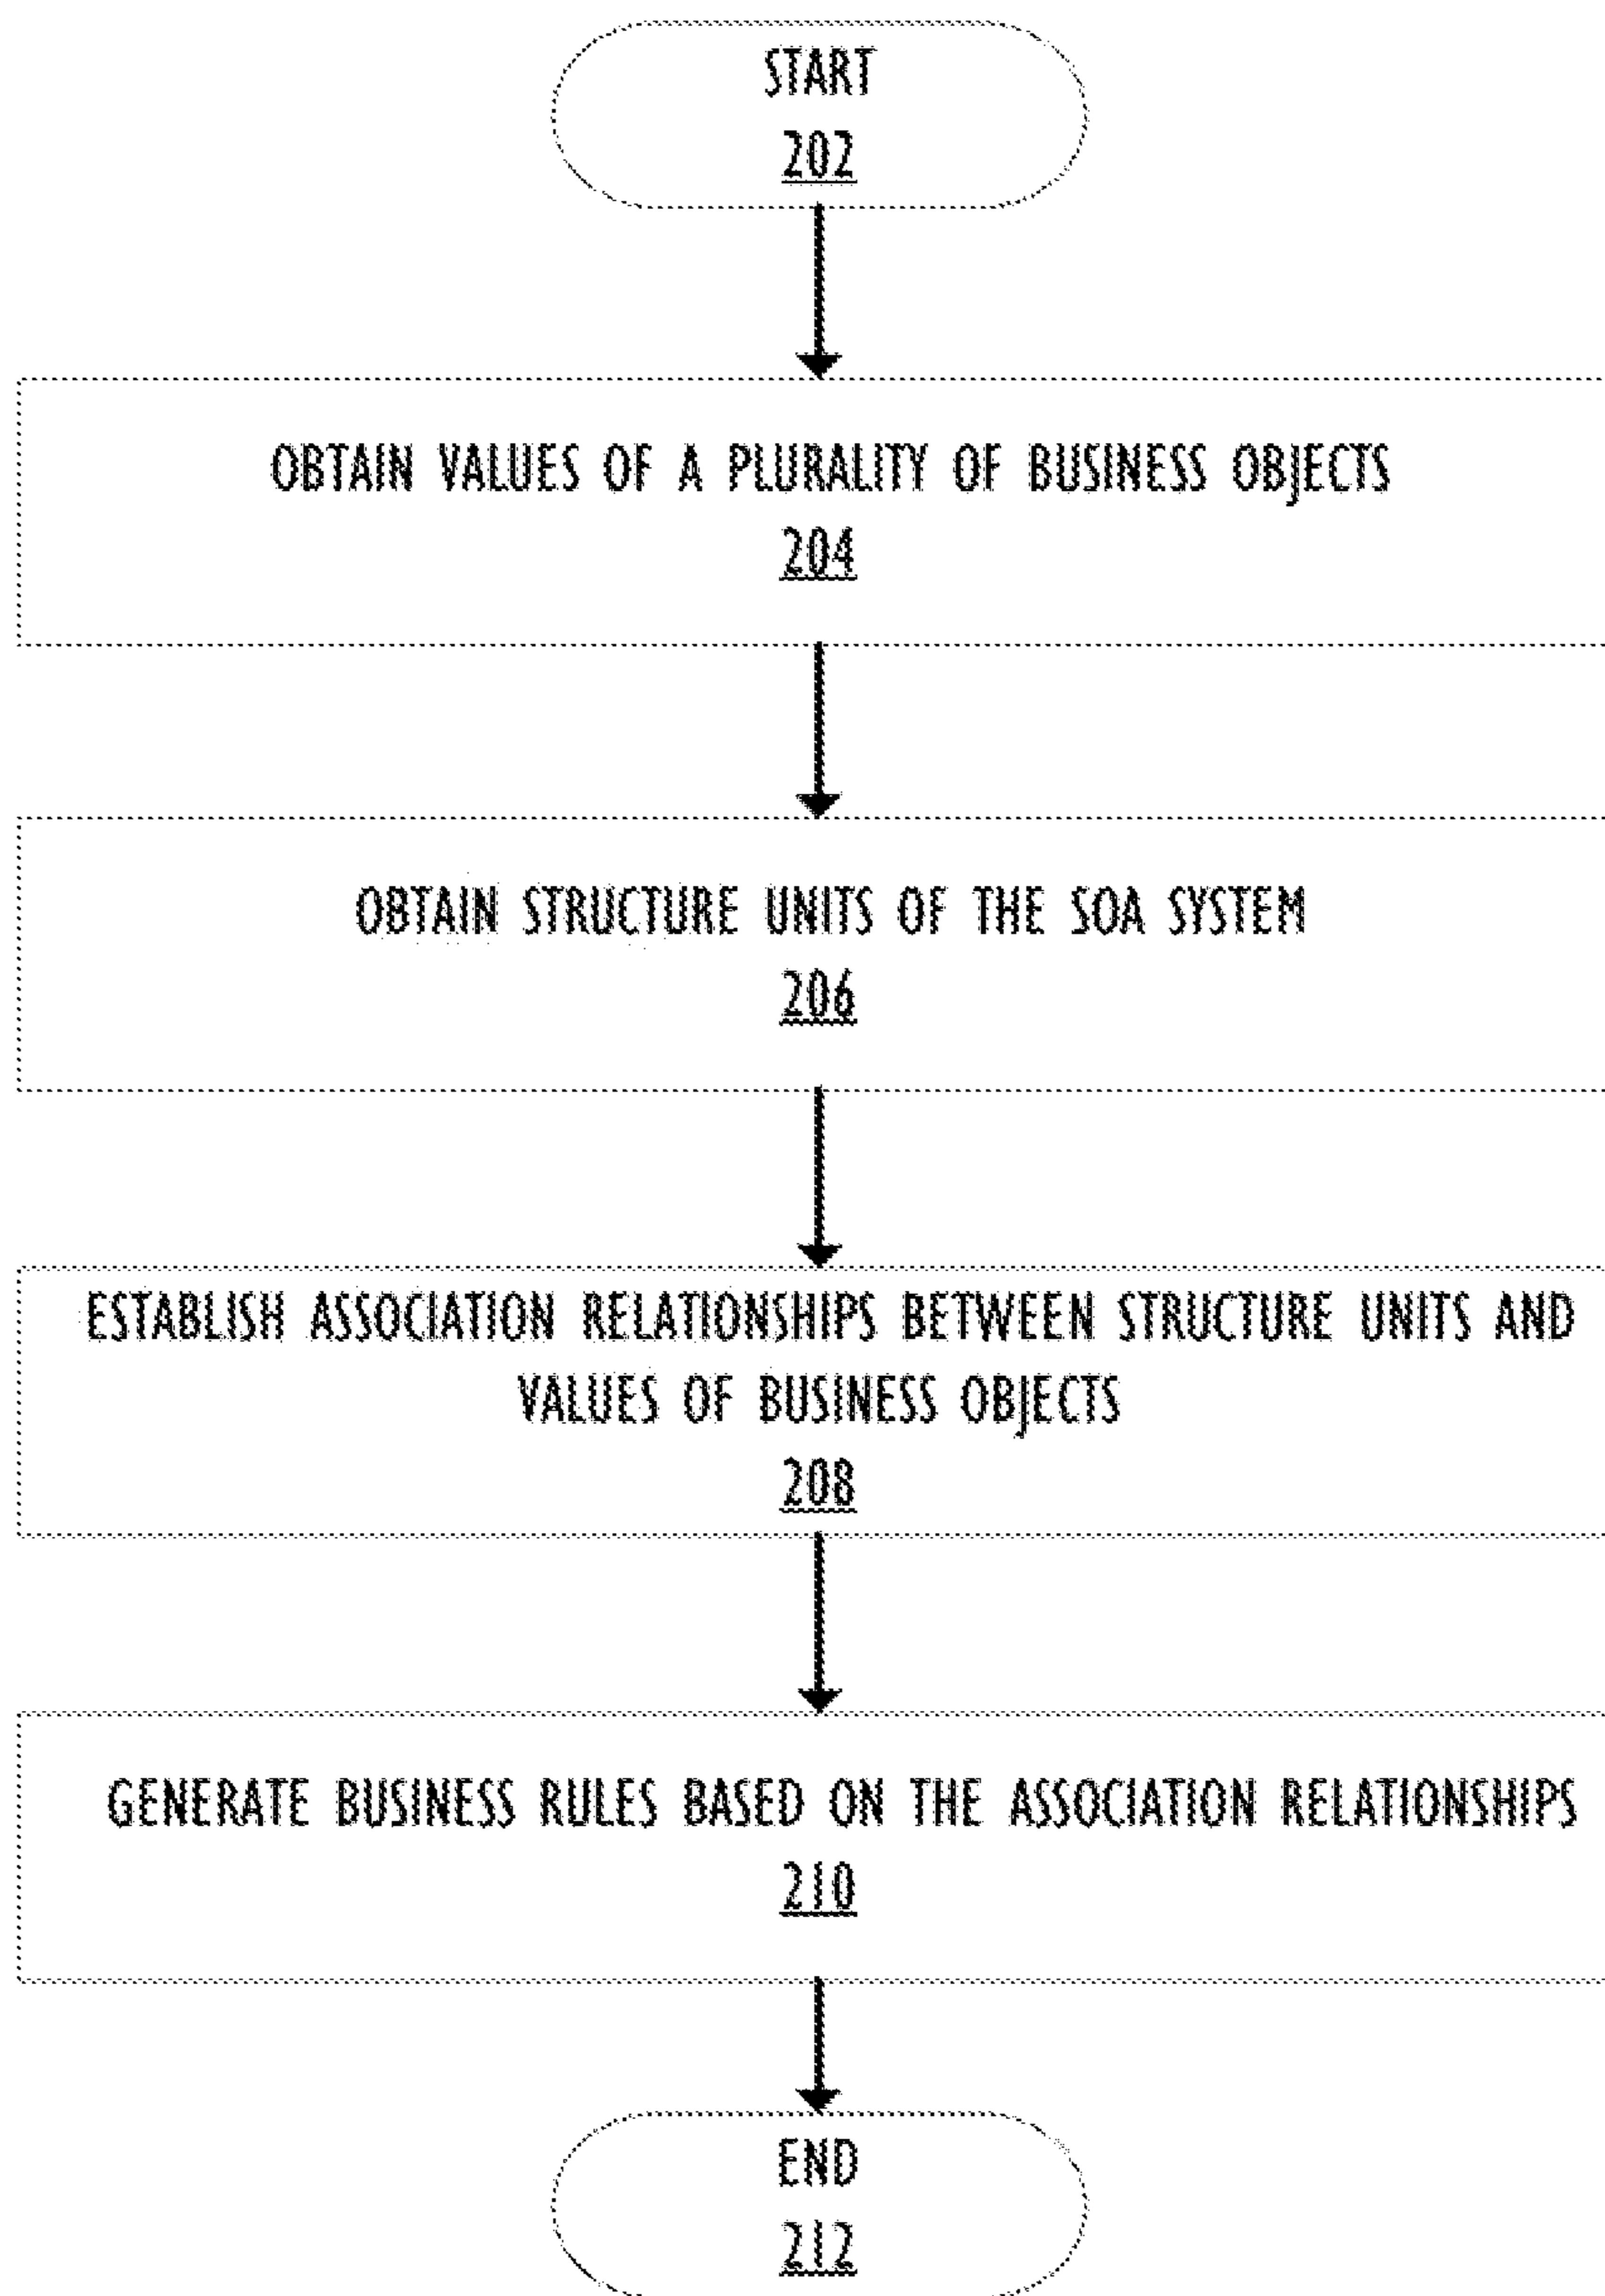 START
202
OBTAIN VALUES OF A PLURALITY OF BUSINESS OBJECTS
204
OBTAIN STRUCTURE UNITS OF THE SOA SYSTEM
206
ESTABLISH ASSOCIATION RELATIONSHIPS BETWEEN STRUCTURE UNITS AND
VALUES OF BUSINESS OBJECTS
208
GENERATE BUSINESS RULES BASED ON THE ASSOCIATION RELATIONSHIPS
210
END
212